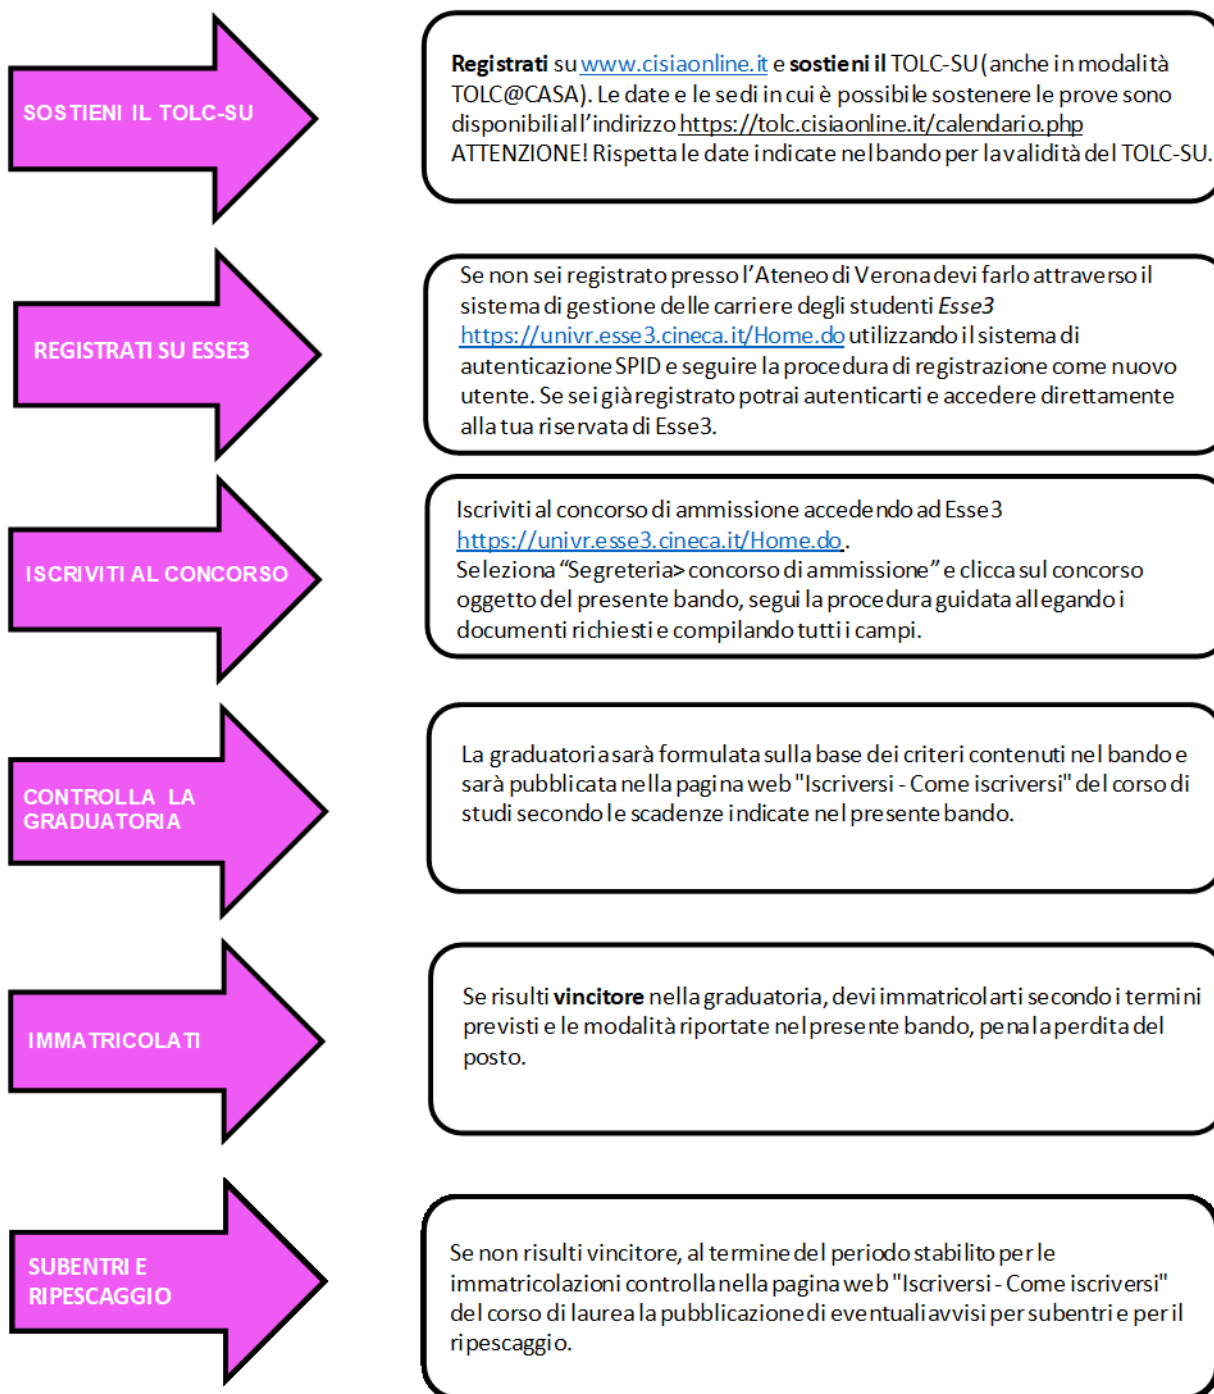 SOSTIENI IL TOLC-SU
Registrati su www.cisiaonline.it e sostieni il TOLC-SU (anche in modalità
TOLC@CASA). Le date e le sedi in cui è possibile sostenere le prove sono
disponibili all'indirizzo https://tolc.cisiaonline.it/calendario.php
ATTENZIONE! Rispetta le date indicate nel bando per la validità del TOLC-SU.
REGISTRATI SU ESSE3
Se non sei registrato presso l'Ateneo di Verona devi farlo attraverso il
sistema di gestione delle carriere degli studenti Esse3
https://univr.esse3.cineca.it/Home.do utilizzando il sistema di
autenticazione SPID e seguire la procedura di registrazione come nuovo
utente. Se sei già registrato potrai autenticarti e accedere direttamente
alla tua riservata di Esse3.
ISCRIVITI AL CONCORSO
Iscriviti al concorso di ammissione accedendo ad Esse3
https://univr.esse3.cineca.it/Home.do .
Seleziona “Segreteria> concorso di ammissione” e clicca sul concorso
oggetto del presente bando, segui la procedura guidata allegando i
documenti richiesti e compilando tutti i campi.
CONTROLLA LA
GRADUATORIA
La graduatoria sarà formulata sulla base dei criteri contenuti nel bando e
sarà pubblicata nella pagina web "Iscriversi - Come iscriversi" del corso di
studi secondo le scadenze indicate nel presente bando.
IMMATRICOLATI
Se risulti vincitore nella graduatoria, devi immatricolarti secondo i termini
previsti e le modalità riportate nel presente bando, pena la perdita del
posto.
SUBENTRI E
RIPESCAGGIO
Se non risulti vincitore, al termine del periodo stabilito per le
immatricolazioni controlla nella pagina web "Iscriversi - Come iscriversi"
del corso di laurea la pubblicazione di eventuali avvisi per subentri e per il
ripescaggio.